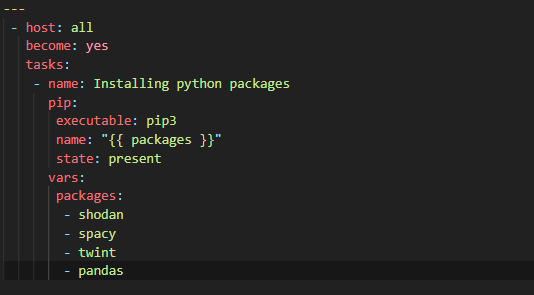 ---
- host: all
become: yes
tasks:
- name: Installing python packages
pip:
executable: pip3
name: "{{ packages }}"
state: present
vars:
packages:
- shodan
- spacy
- twint
- pandas